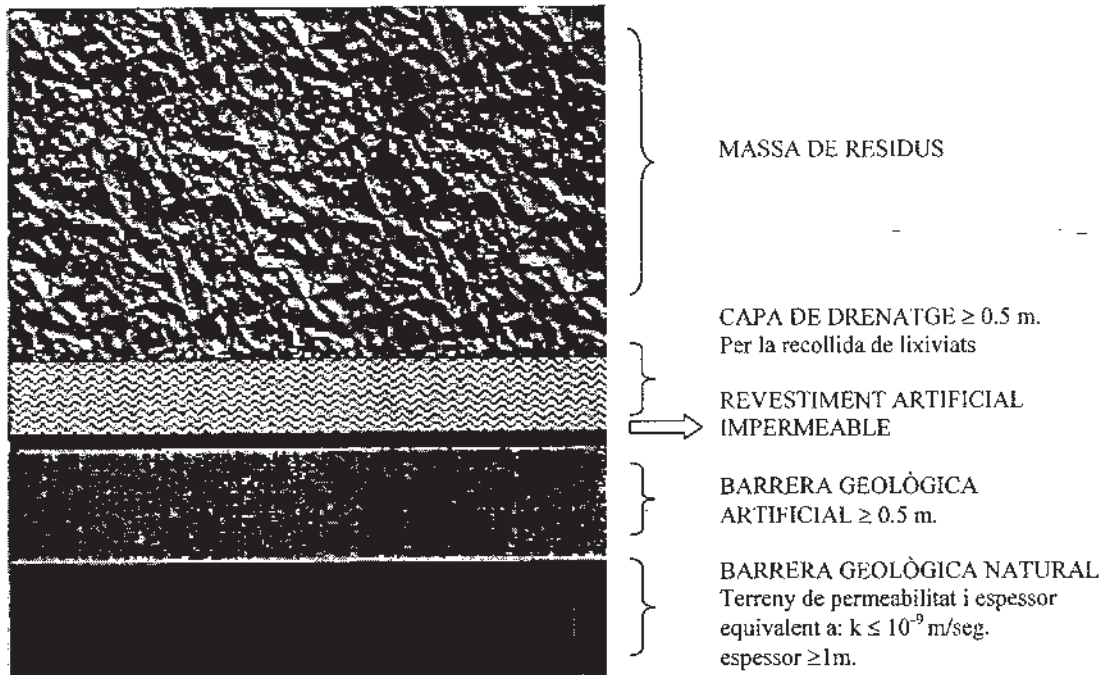 MASSA DE RESIDUS
CAPA DE DRENATGE ≥ 0.5 m.
Per la recollida de lixiviats
REVESTIMENT ARTIFICIAL
IMPERMEABLE
BARRERA GEOLÒGICA
ARTIFICIAL ≥ 0.5 m.
BARRERA GEOLÒGICA NATURAL
Terreny de permeabilitat i espessor
equivalent a: k ≤ 10⁻⁹ m/seg.
espessor ≥1m.